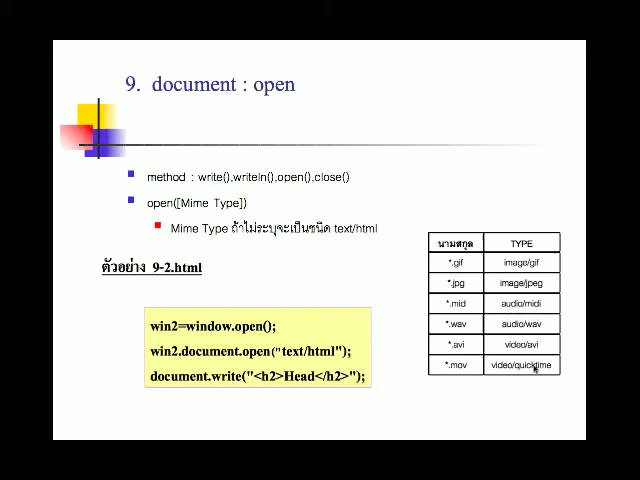 9. document : open
method : write(),writeln(),open(),close()
open([Mime Type])
Mime Type ถ้าไม่ระบุจะเป็นชนิด text/html
ตัวอย่าง 9-2.html
win2=window.open();
win2.document.open("text/html");
document.write("<h2>Head</h2>");
นามสกุล TYPE
*.gif image/gif
*.jpg image/jpeg
*.mid audio/midi
*.wav audio/wav
*.avi video/avi
*.mov video/quicktime